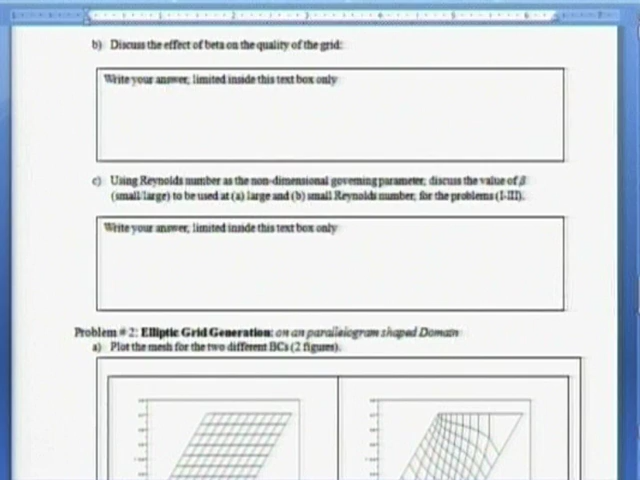 b) Discuss the effect of beta on the quality of the grid:
Write your answer, limited inside this text box only
c) Using Reynolds number as the non-dimensional governing parameter, discuss the value of β
(small/large) to be used at (a) large and (b) small Reynolds number, for the problems (I-III).
Write your answer, limited inside this text box only
Problem # 2: Elliptic Grid Generation: on an parallelogram shaped Domain
a) Plot the mesh for the two different BCs (2 figures).